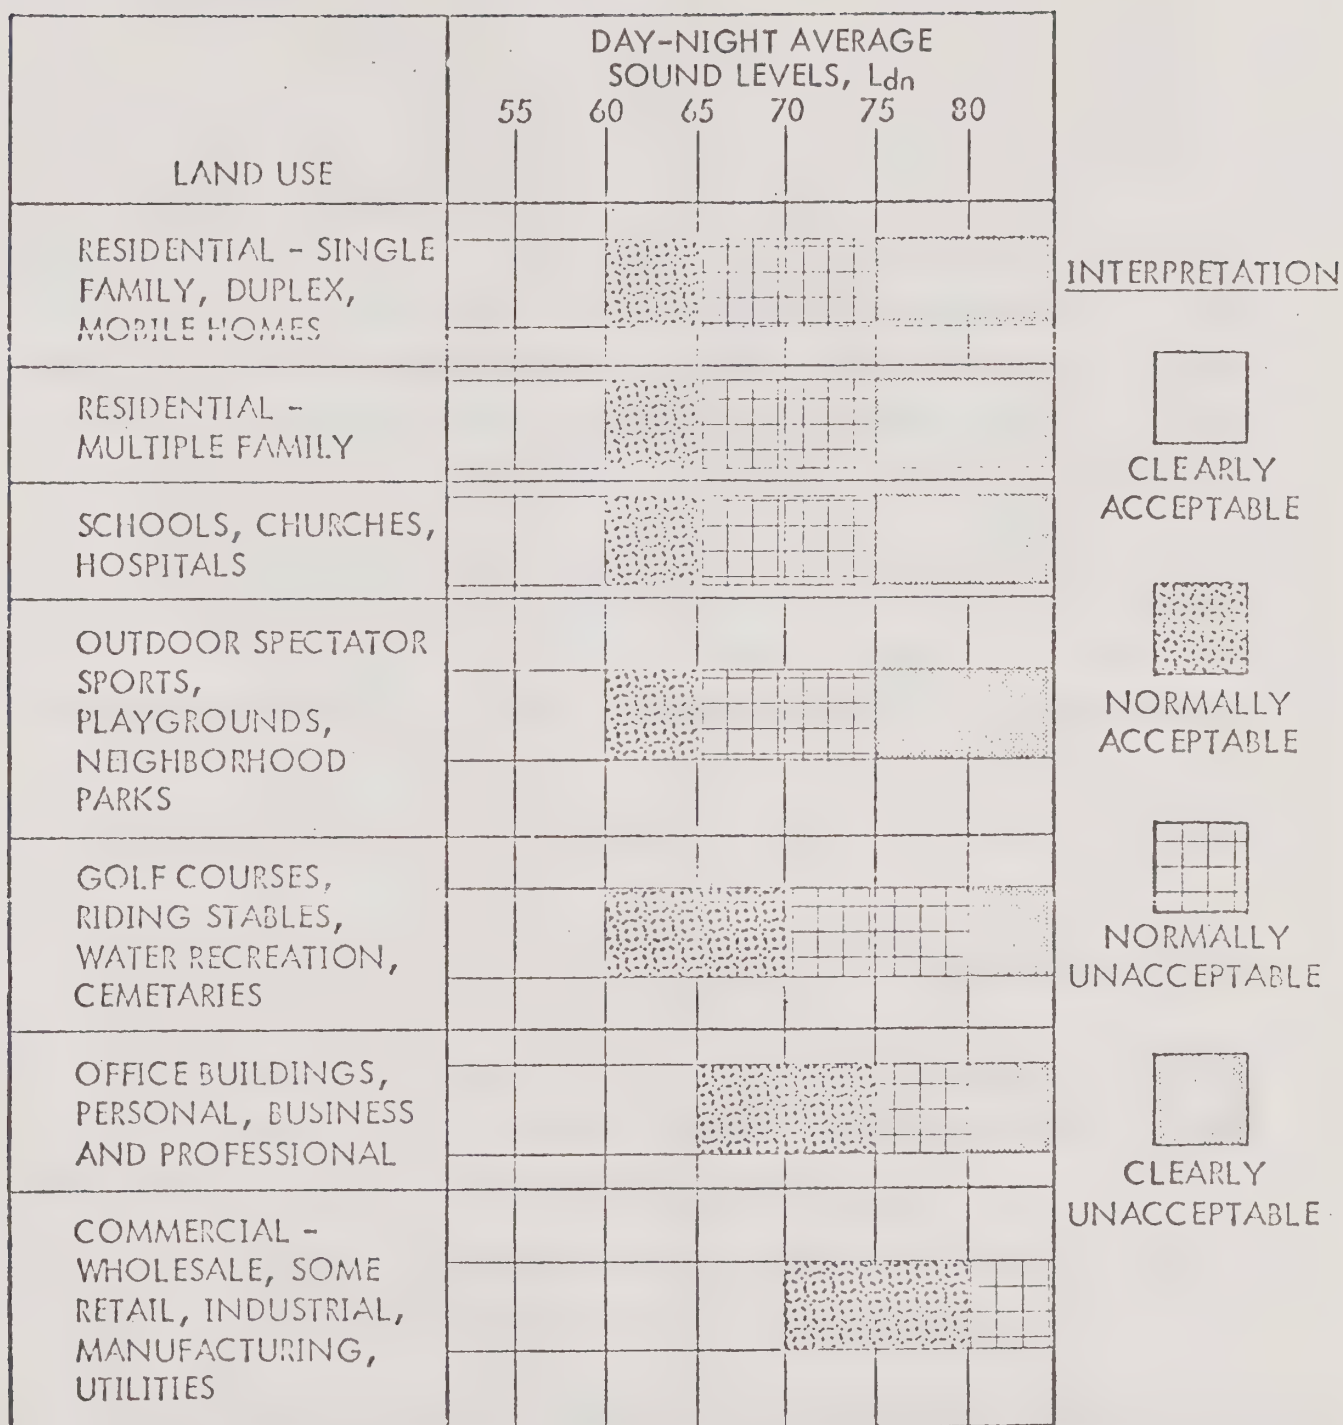 DAY-NIGHT AVERAGE
SOUND LEVELS, Ldn
55 60 65 70 75 80
LAND USE
RESIDENTIAL - SINGLE
FAMILY, DUPLEX,
MOBILE HOMES
RESIDENTIAL -
MULTIPLE FAMILY
SCHOOLS, CHURCHES,
HOSPITALS
OUTDOOR SPECTATOR
SPORTS,
PLAYGROUNDS,
NEIGHBORHOOD
PARKS
GOLF COURSES,
RIDING STABLES,
WATER RECREATION,
CEMETARIES
OFFICE BUILDINGS,
PERSONAL, BUSINESS
AND PROFESSIONAL
COMMERCIAL -
WHOLESALE, SOME
RETAIL, INDUSTRIAL,
MANUFACTURING,
UTILITIES
INTERPRETATION
CLEARLY
ACCEPTABLE
NORMALLY
ACCEPTABLE
NORMALLY
UNACCEPTABLE
CLEARLY
UNACCEPTABLE